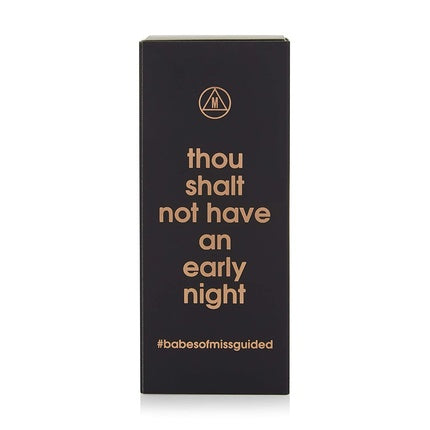 M
thou
shalt
not have
an
early
night
#babesofmissguided